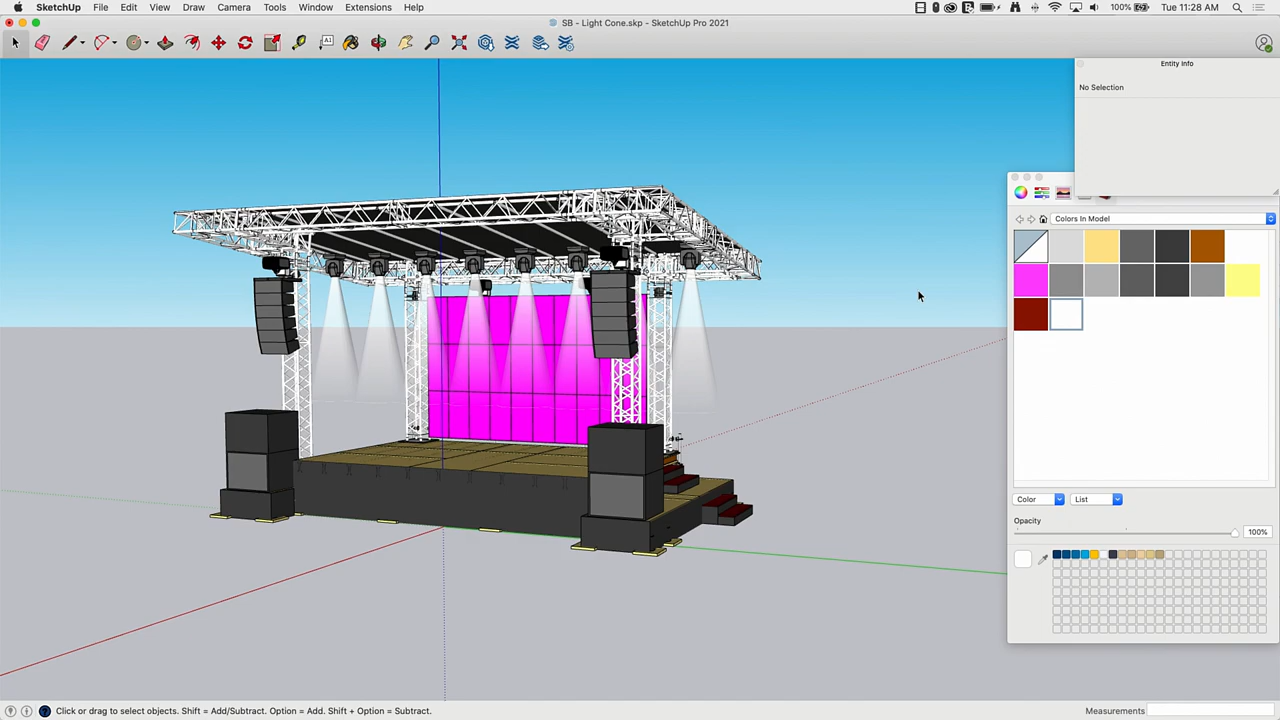 SketchUp File Edit View Draw Camera Tools Window Extensions Help 100% Tue 11:28 AM
SB - Light Cone.skp - SketchUp Pro 2021
Entity Info
No Selection
Colors In Model
Color List
Opacity
100%
Click or drag to select objects. Shift = Add/Subtract. Option = Add. Shift + Option = Subtract. Measurements